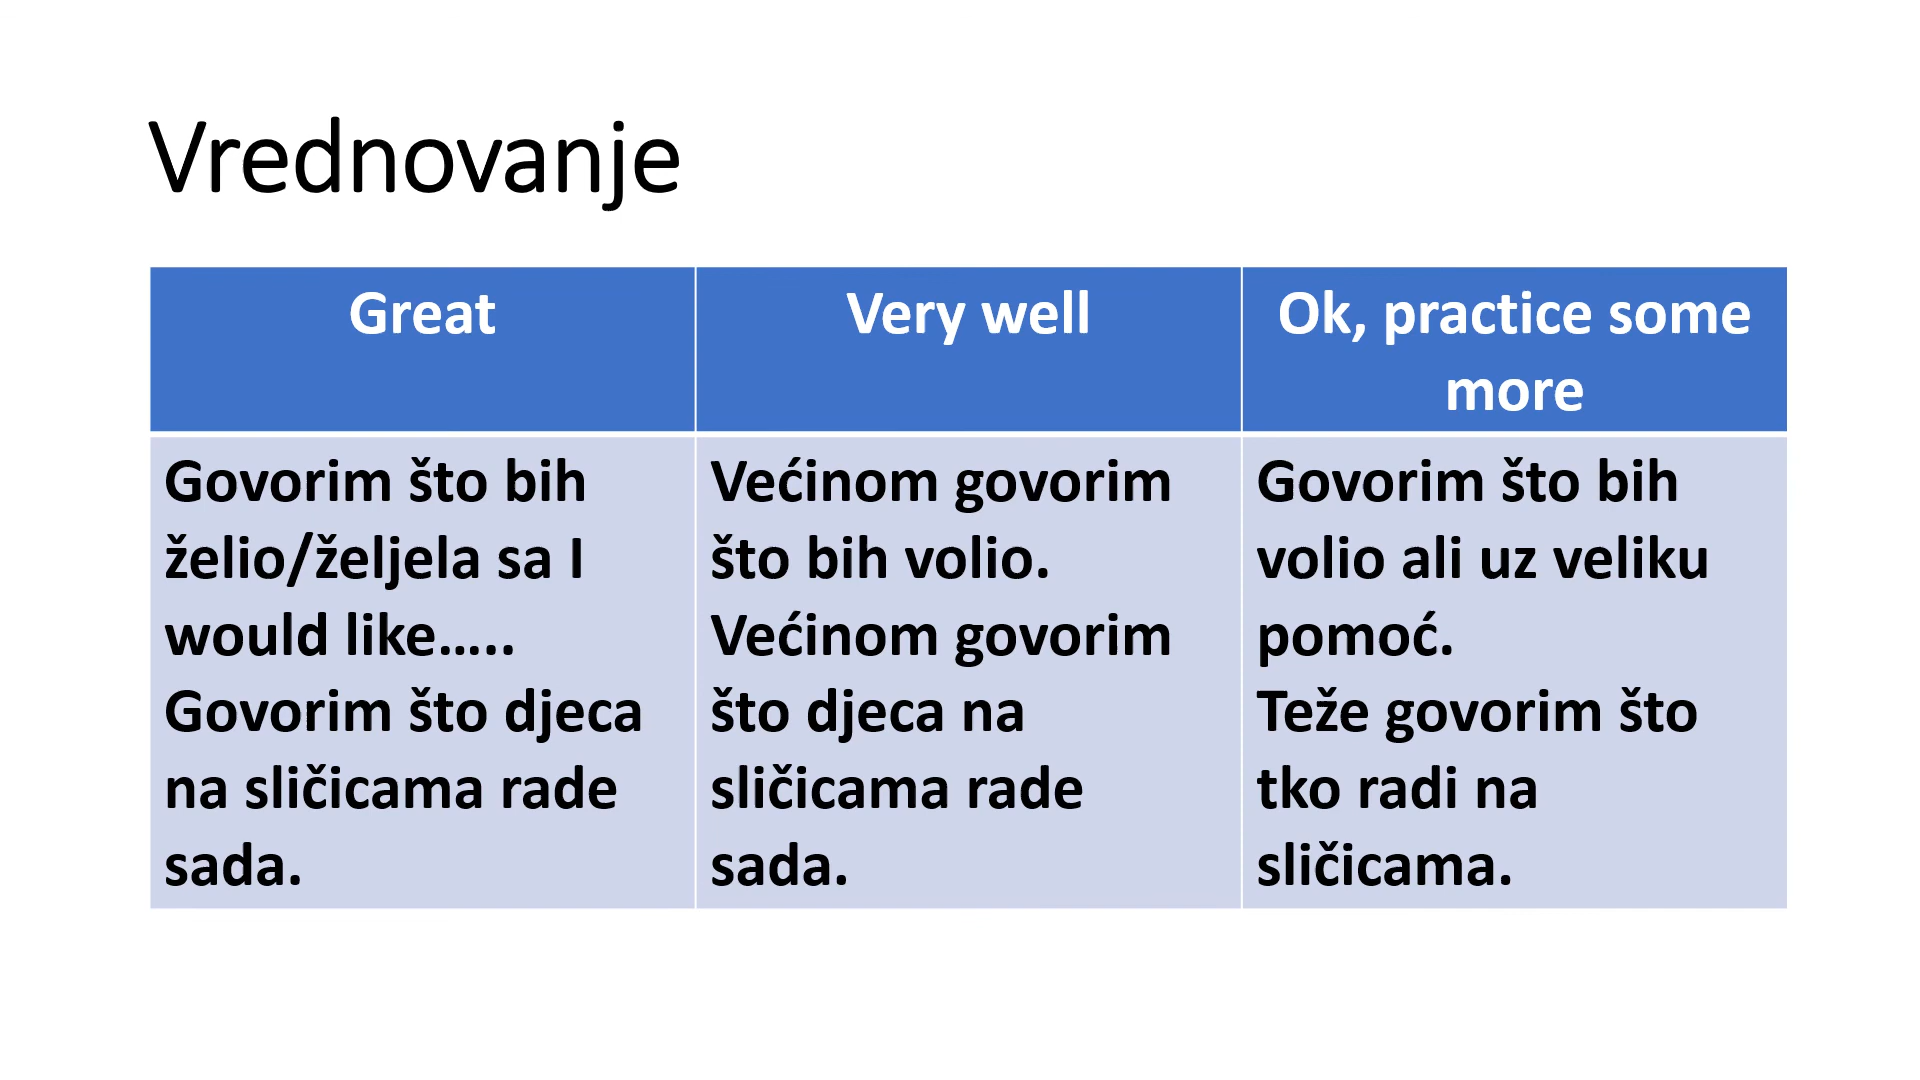 Vrednovanje
Great
Very well
Ok, practice some
more
Govorim što bih
želio/željela sa I
would like…..
Govorim što djeca
na sličicama rade
sada.
Većinom govorim
što bih volio.
Većinom govorim
što djeca na
sličicama rade
sada.
Govorim što bih
volio ali uz veliku
pomoć.
Teže govorim što
tko radi na
sličicama.